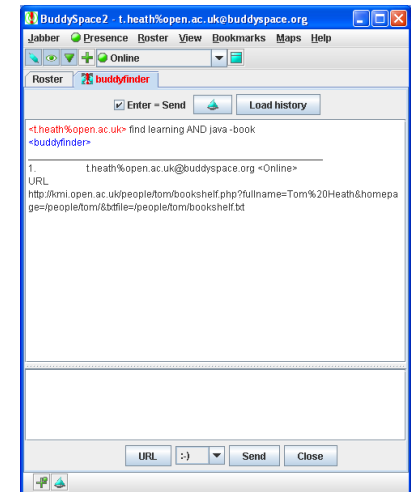 BuddySpace2 - t.heath%open.ac.uk@buddyspace.org
Jabber Presence Roster View Bookmarks Maps Help
Online
Roster buddyfinder
Enter = Send Load history
<t.heath%open.ac.uk> find learning AND java -book
<buddyfinder>
1. t.heath%open.ac.uk@buddyspace.org <Online>
URL
http://kmi.open.ac.uk/people/tom/bookshelf.php?fullname=Tom%20Heath&homepa
ge=/people/tom/&txtfile=/people/tom/bookshelf.txt
URL :-) Send Close